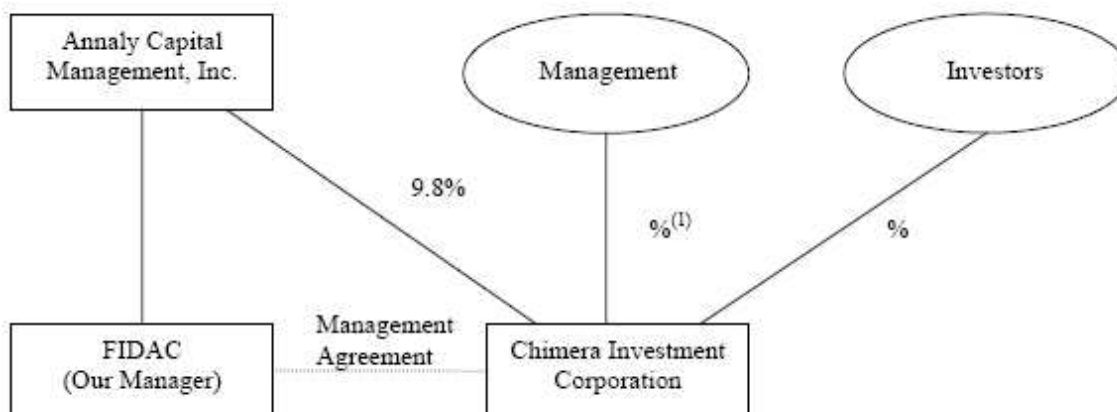 Annaly Capital
Management, Inc.
Management
Investors
9.8%
%(1)
%
Management
Agreement
FIDAC
(Our Manager)
Chimera Investment
Corporation